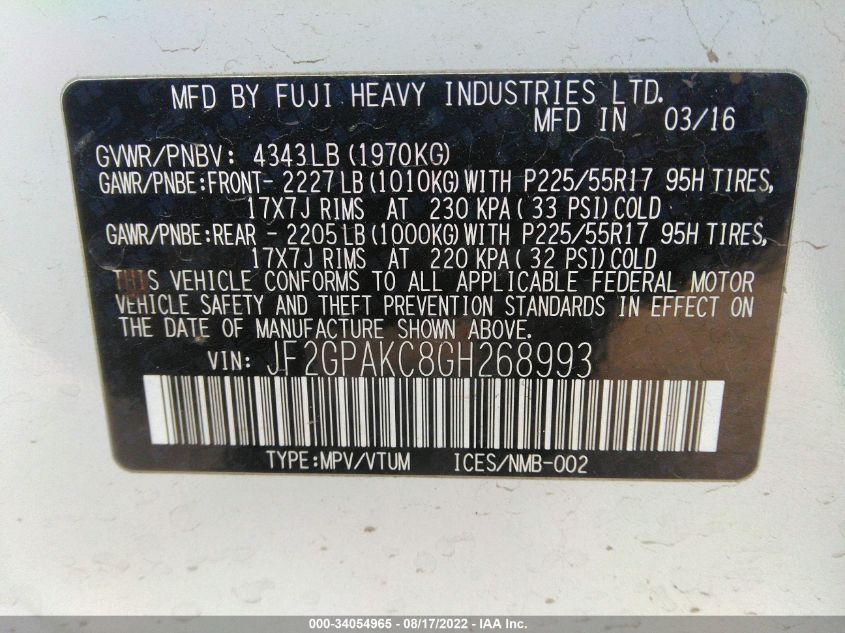 MFD BY FUJI HEAVY INDUSTRIES LTD.
MFD IN 03/16
GVWR/PNBV: 4343LB (1970KG)
GAWR/PNBE:FRONT- 2227LB (1010KG) WITH P225/55R17 95H TIRES,
17X7J RIMS AT 230 KPA( 33 PSI) COLD
GAWR/PNBE:REAR - 2205LB (1000KG) WITH P225/55R17 95H TIRES,
17X7J RIMS AT 220 KPA( 32 PSI) COLD
THIS VEHICLE CONFORMS TO ALL APPLICABLE FEDERAL MOTOR
VEHICLE SAFETY AND THEFT PREVENTION STANDARDS IN EFFECT ON
THE DATE OF MANUFACTURE SHOWN ABOVE.
VIN: JF2GPAKC8GH268993
TYPE:MPV/VTUM ICES/NMB-002
000-34054965 - 08/17/2022 - IAA Inc.